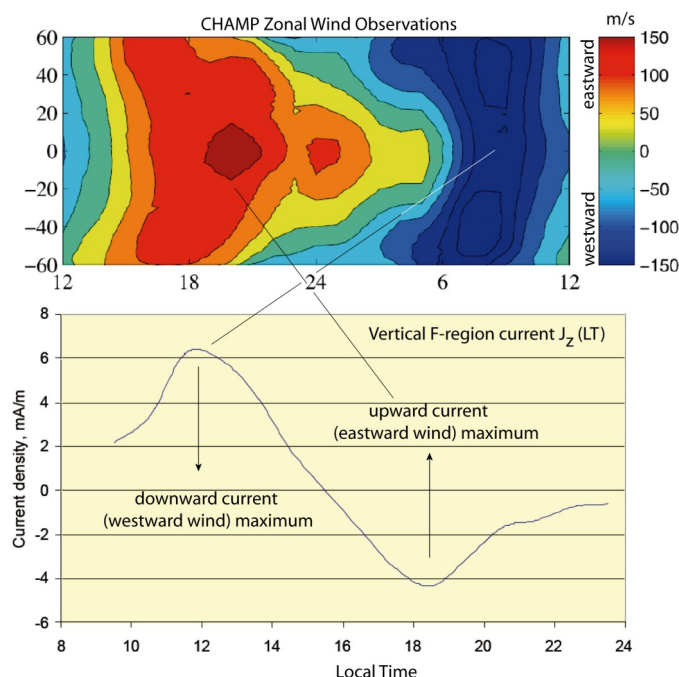 CHAMP Zonal Wind Observations
m/s
60
40
20
0
−20
−40
−60
12 18 24 6 12
eastward
westward
150
100
50
0
−50
−100
−150
8
6
4
2
0
-2
-4
-6
Current density, mA/m
Vertical F-region current JZ (LT)
upward current
(eastward wind) maximum
downward current
(westward wind) maximum
8 10 12 14 16 18 20 22 24
Local Time